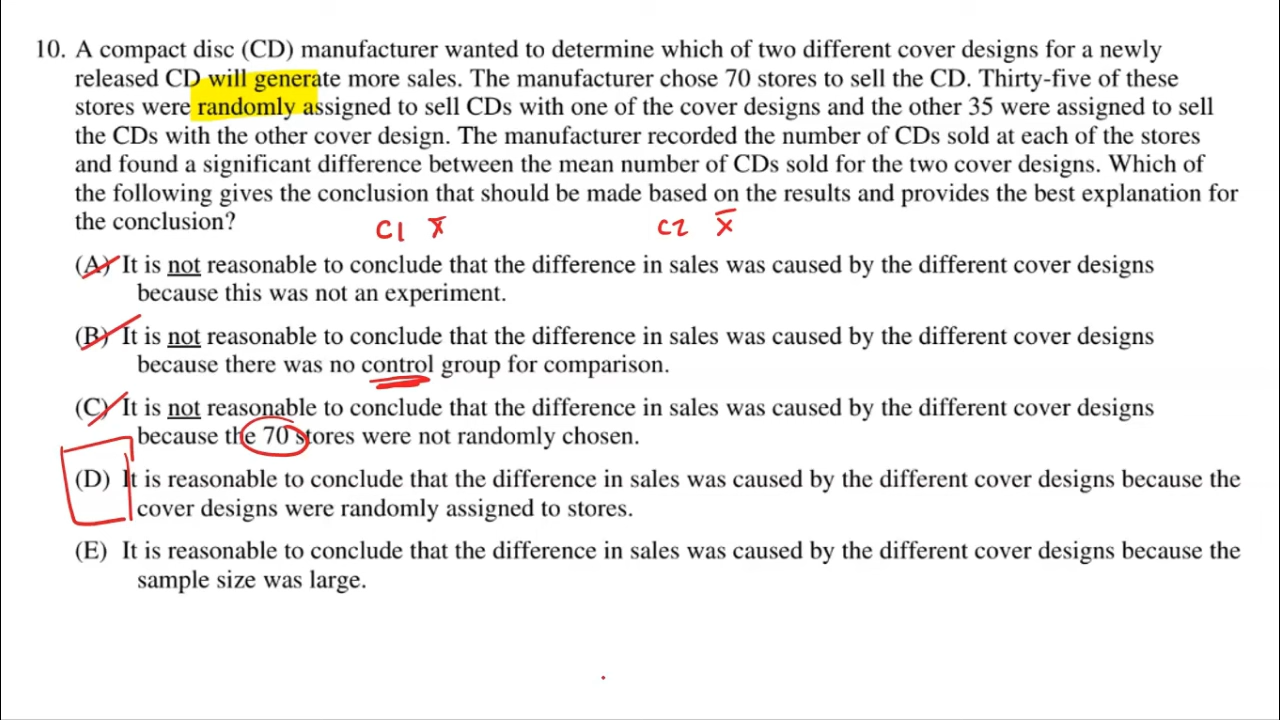 10. A compact disc (CD) manufacturer wanted to determine which of two different cover designs for a newly
released CD will generate more sales. The manufacturer chose 70 stores to sell the CD. Thirty-five of these
stores were randomly assigned to sell CDs with one of the cover designs and the other 35 were assigned to sell
the CDs with the other cover design. The manufacturer recorded the number of CDs sold at each of the stores
and found a significant difference between the mean number of CDs sold for the two cover designs. Which of
the following gives the conclusion that should be made based on the results and provides the best explanation for
the conclusion?
C1 x̄ C2 x̄
(A) It is not reasonable to conclude that the difference in sales was caused by the different cover designs
because this was not an experiment.
(B) It is not reasonable to conclude that the difference in sales was caused by the different cover designs
because there was no control group for comparison.
(C) It is not reasonable to conclude that the difference in sales was caused by the different cover designs
because the 70 stores were not randomly chosen.
(D) It is reasonable to conclude that the difference in sales was caused by the different cover designs because the
cover designs were randomly assigned to stores.
(E) It is reasonable to conclude that the difference in sales was caused by the different cover designs because the
sample size was large.